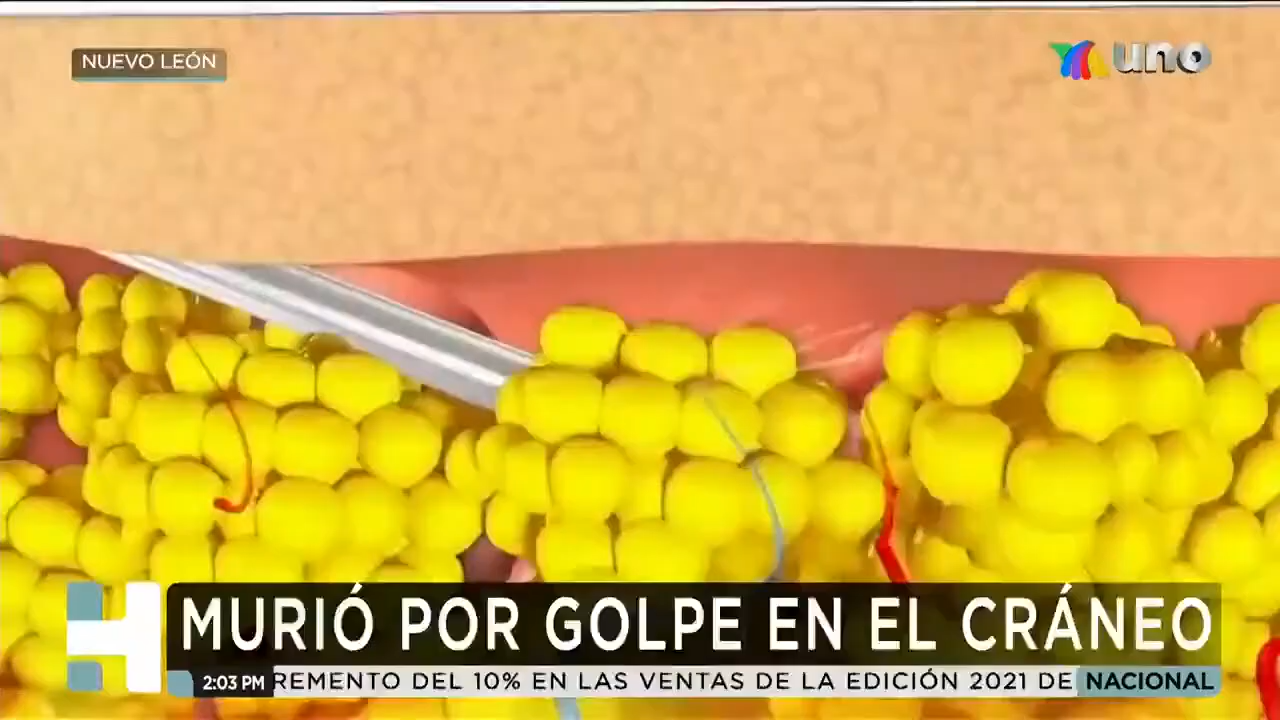 NUEVO LEÓN
uno
MURIÓ POR GOLPE EN EL CRÁNEO
2:03 PM REMENTO DEL 10% EN LAS VENTAS DE LA EDICIÓN 2021 DE NACIONAL